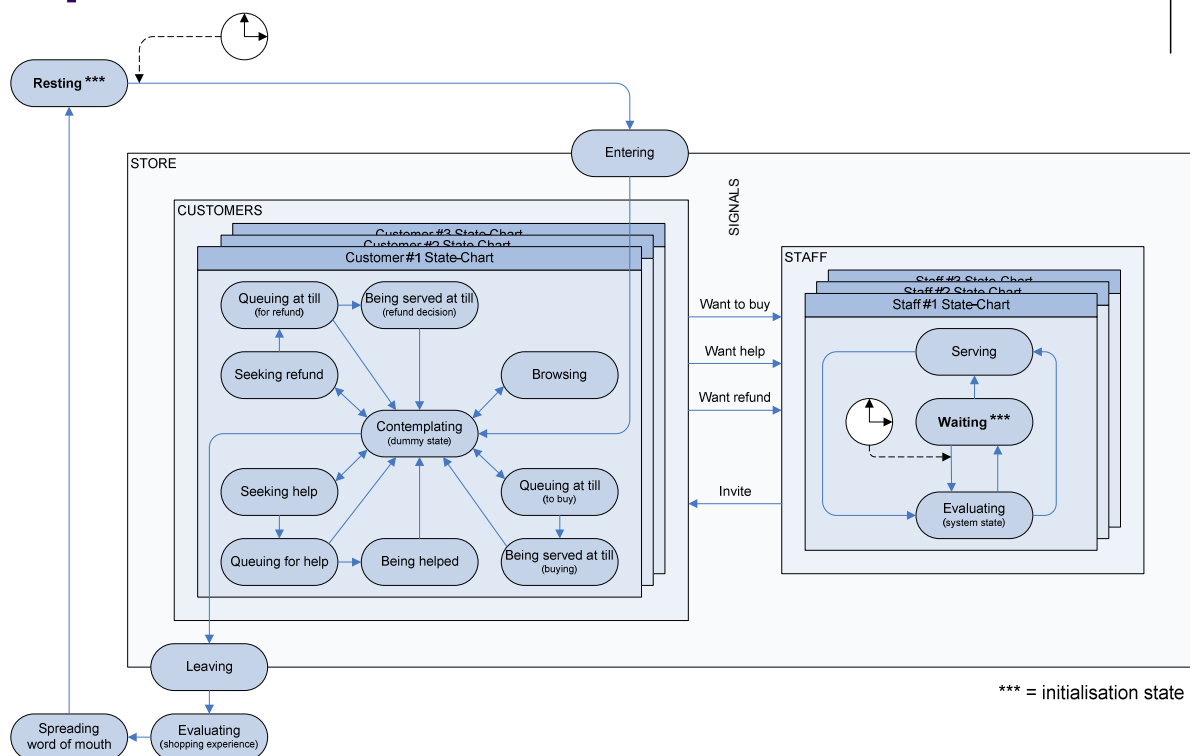 Resting ***
Entering
STORE
SIGNALS
CUSTOMERS
Customer #3 State-Chart
Customer #2 State-Chart
Customer #1 State-Chart
STAFF
Staff #3 State-Chart
Staff #2 State-Chart
Staff #1 State-Chart
Queuing at till
(for refund)
Being served at till
(refund decision)
Want to buy
Seeking refund
Browsing
Want help
Serving
Want refund
Contemplating
(dummy state)
Waiting ***
Seeking help
Queuing at till
(to buy)
Invite
Evaluating
(system state)
Queuing for help
Being helped
Being served at till
(buying)
Leaving
*** = initialisation state
Spreading
word of mouth
Evaluating
(shopping experience)